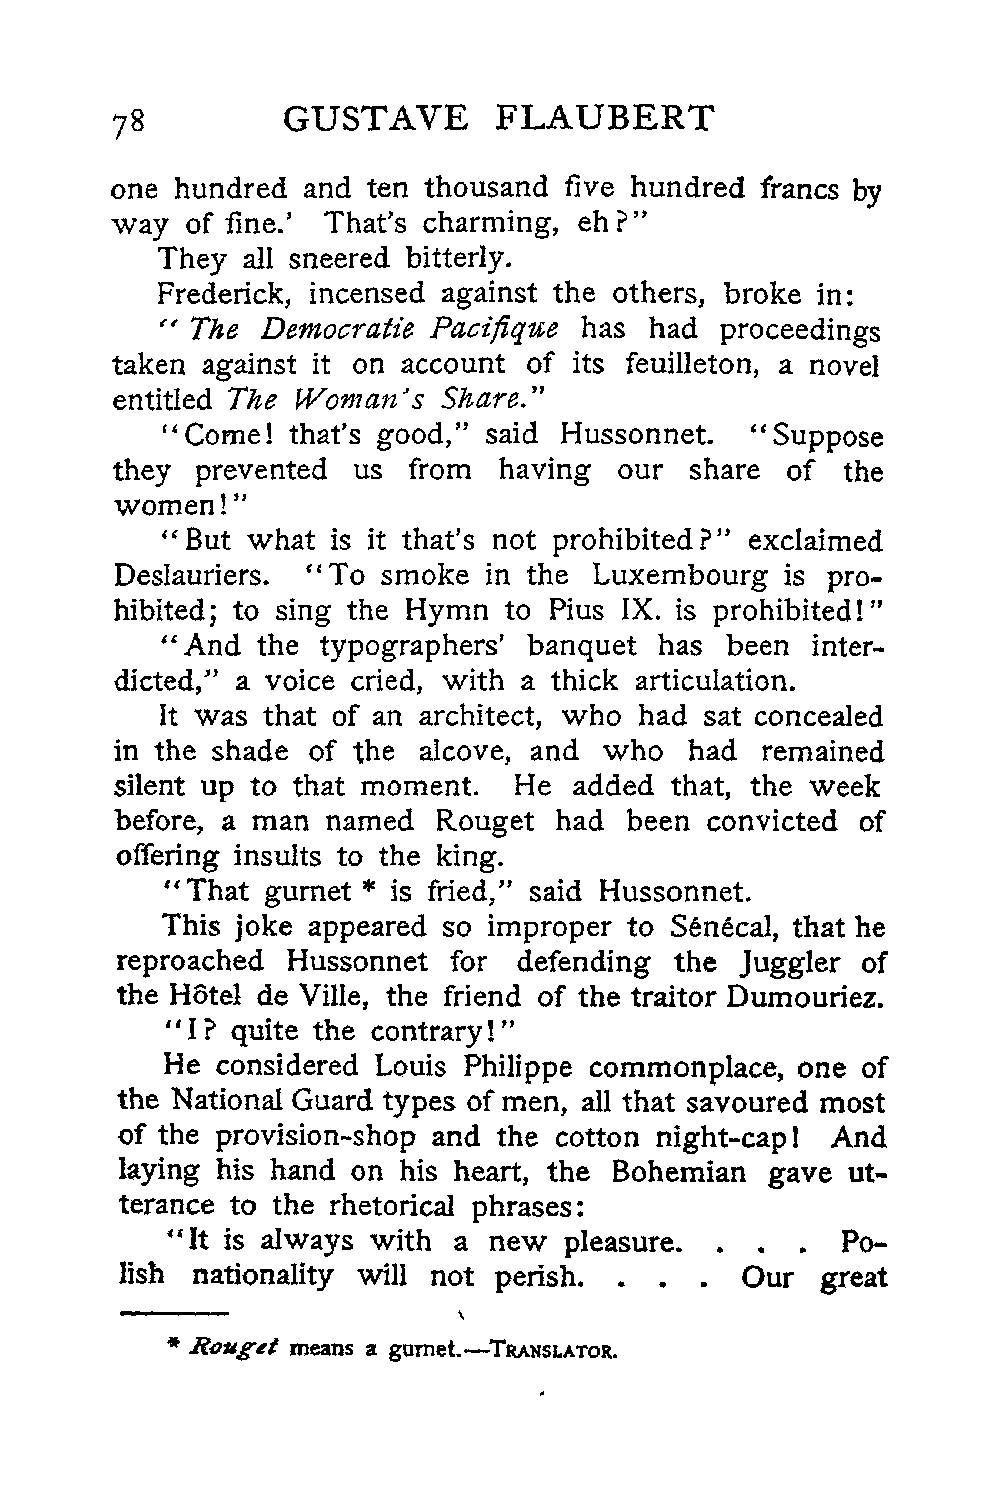 78 GUSTAVE FLAUBERT
one hundred and ten thousand five hundred francs by
way of fine.' That's charming, eh?"
They all sneered bitterly.
Frederick, incensed against the others, broke in:
"The Democratie Pacifique has had proceedings
taken against it on account of its feuilleton, a novel
entitled The Woman's Share."
"Come! that's good," said Hussonnet. "Suppose
they prevented us from having our share of the
women!"
"But what is it that's not prohibited?" exclaimed
Deslauriers. "To smoke in the Luxembourg is pro-
hibited; to sing the Hymn to Pius IX. is prohibited!"
"And the typographers' banquet has been inter-
dicted," a voice cried, with a thick articulation.
It was that of an architect, who had sat concealed
in the shade of the alcove, and who had remained
silent up to that moment. He added that, the week
before, a man named Rouget had been convicted of
offering insults to the king.
"That gurnet * is fried," said Hussonnet.
This joke appeared so improper to Sénécal, that he
reproached Hussonnet for defending the Juggler of
the Hôtel de Ville, the friend of the traitor Dumouriez.
"I? quite the contrary!"
He considered Louis Philippe commonplace, one of
the National Guard types of men, all that savoured most
of the provision-shop and the cotton night-cap! And
laying his hand on his heart, the Bohemian gave ut-
terance to the rhetorical phrases:
"It is always with a new pleasure. . . . Po-
lish nationality will not perish. . . . Our great
* Rouget means a gurnet.—TRANSLATOR.